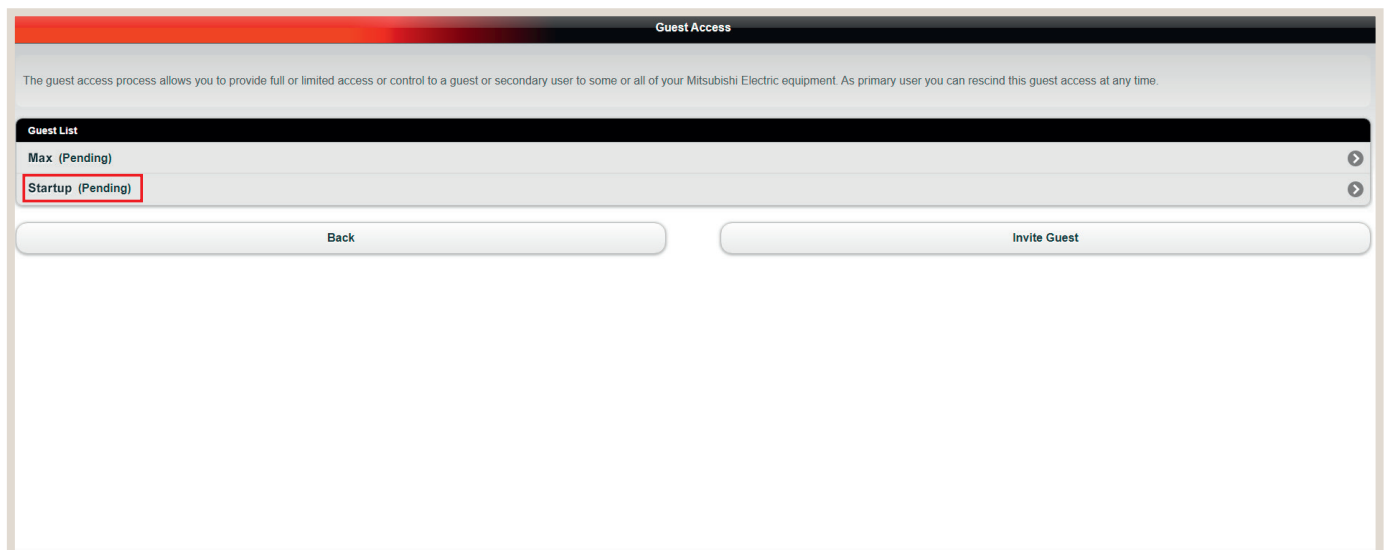 Guest Access
The guest access process allows you to provide full or limited access or control to a guest or secondary user to some or all of your Mitsubishi Electric equipment. As primary user you can rescind this guest access at any time.
Guest List
Max (Pending)
Startup (Pending)
Back
Invite Guest